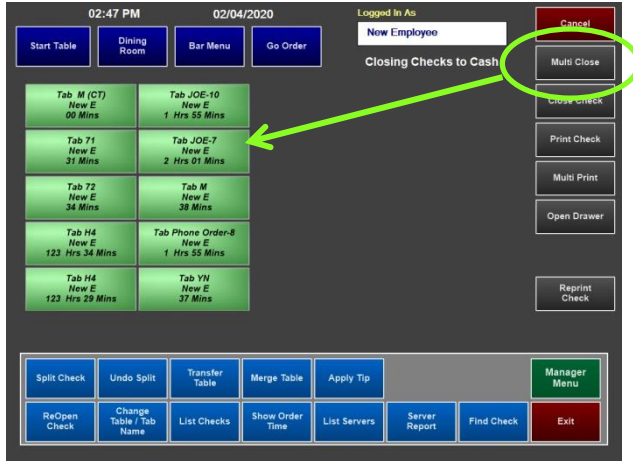 02:47 PM
02/04/2020
Logged In As
New Employee
Cancel
Start Table
Dining
Room
Bar Menu
Go Order
Closing Checks to Cash
Multi Close
Close Check
Print Check
Multi Print
Open Drawer
Reprint
Check
Tab M (CT)
New E
00 Mins
Tab JOE-10
New E
1 Hrs 55 Mins
Tab 71
New E
31 Mins
Tab JOE-7
New E
2 Hrs 01 Mins
Tab 72
New E
34 Mins
Tab M
New E
38 Mins
Tab H4
New E
123 Hrs 34 Mins
Tab Phone Order-8
New E
1 Hrs 55 Mins
Tab H4
New E
123 Hrs 29 Mins
Tab YN
New E
37 Mins
Split Check
Undo Split
Transfer
Table
Merge Table
Apply Tip
Manager
Menu
ReOpen
Check
Change
Table / Tab
Name
List Checks
Show Order
Time
List Servers
Server
Report
Find Check
Exit